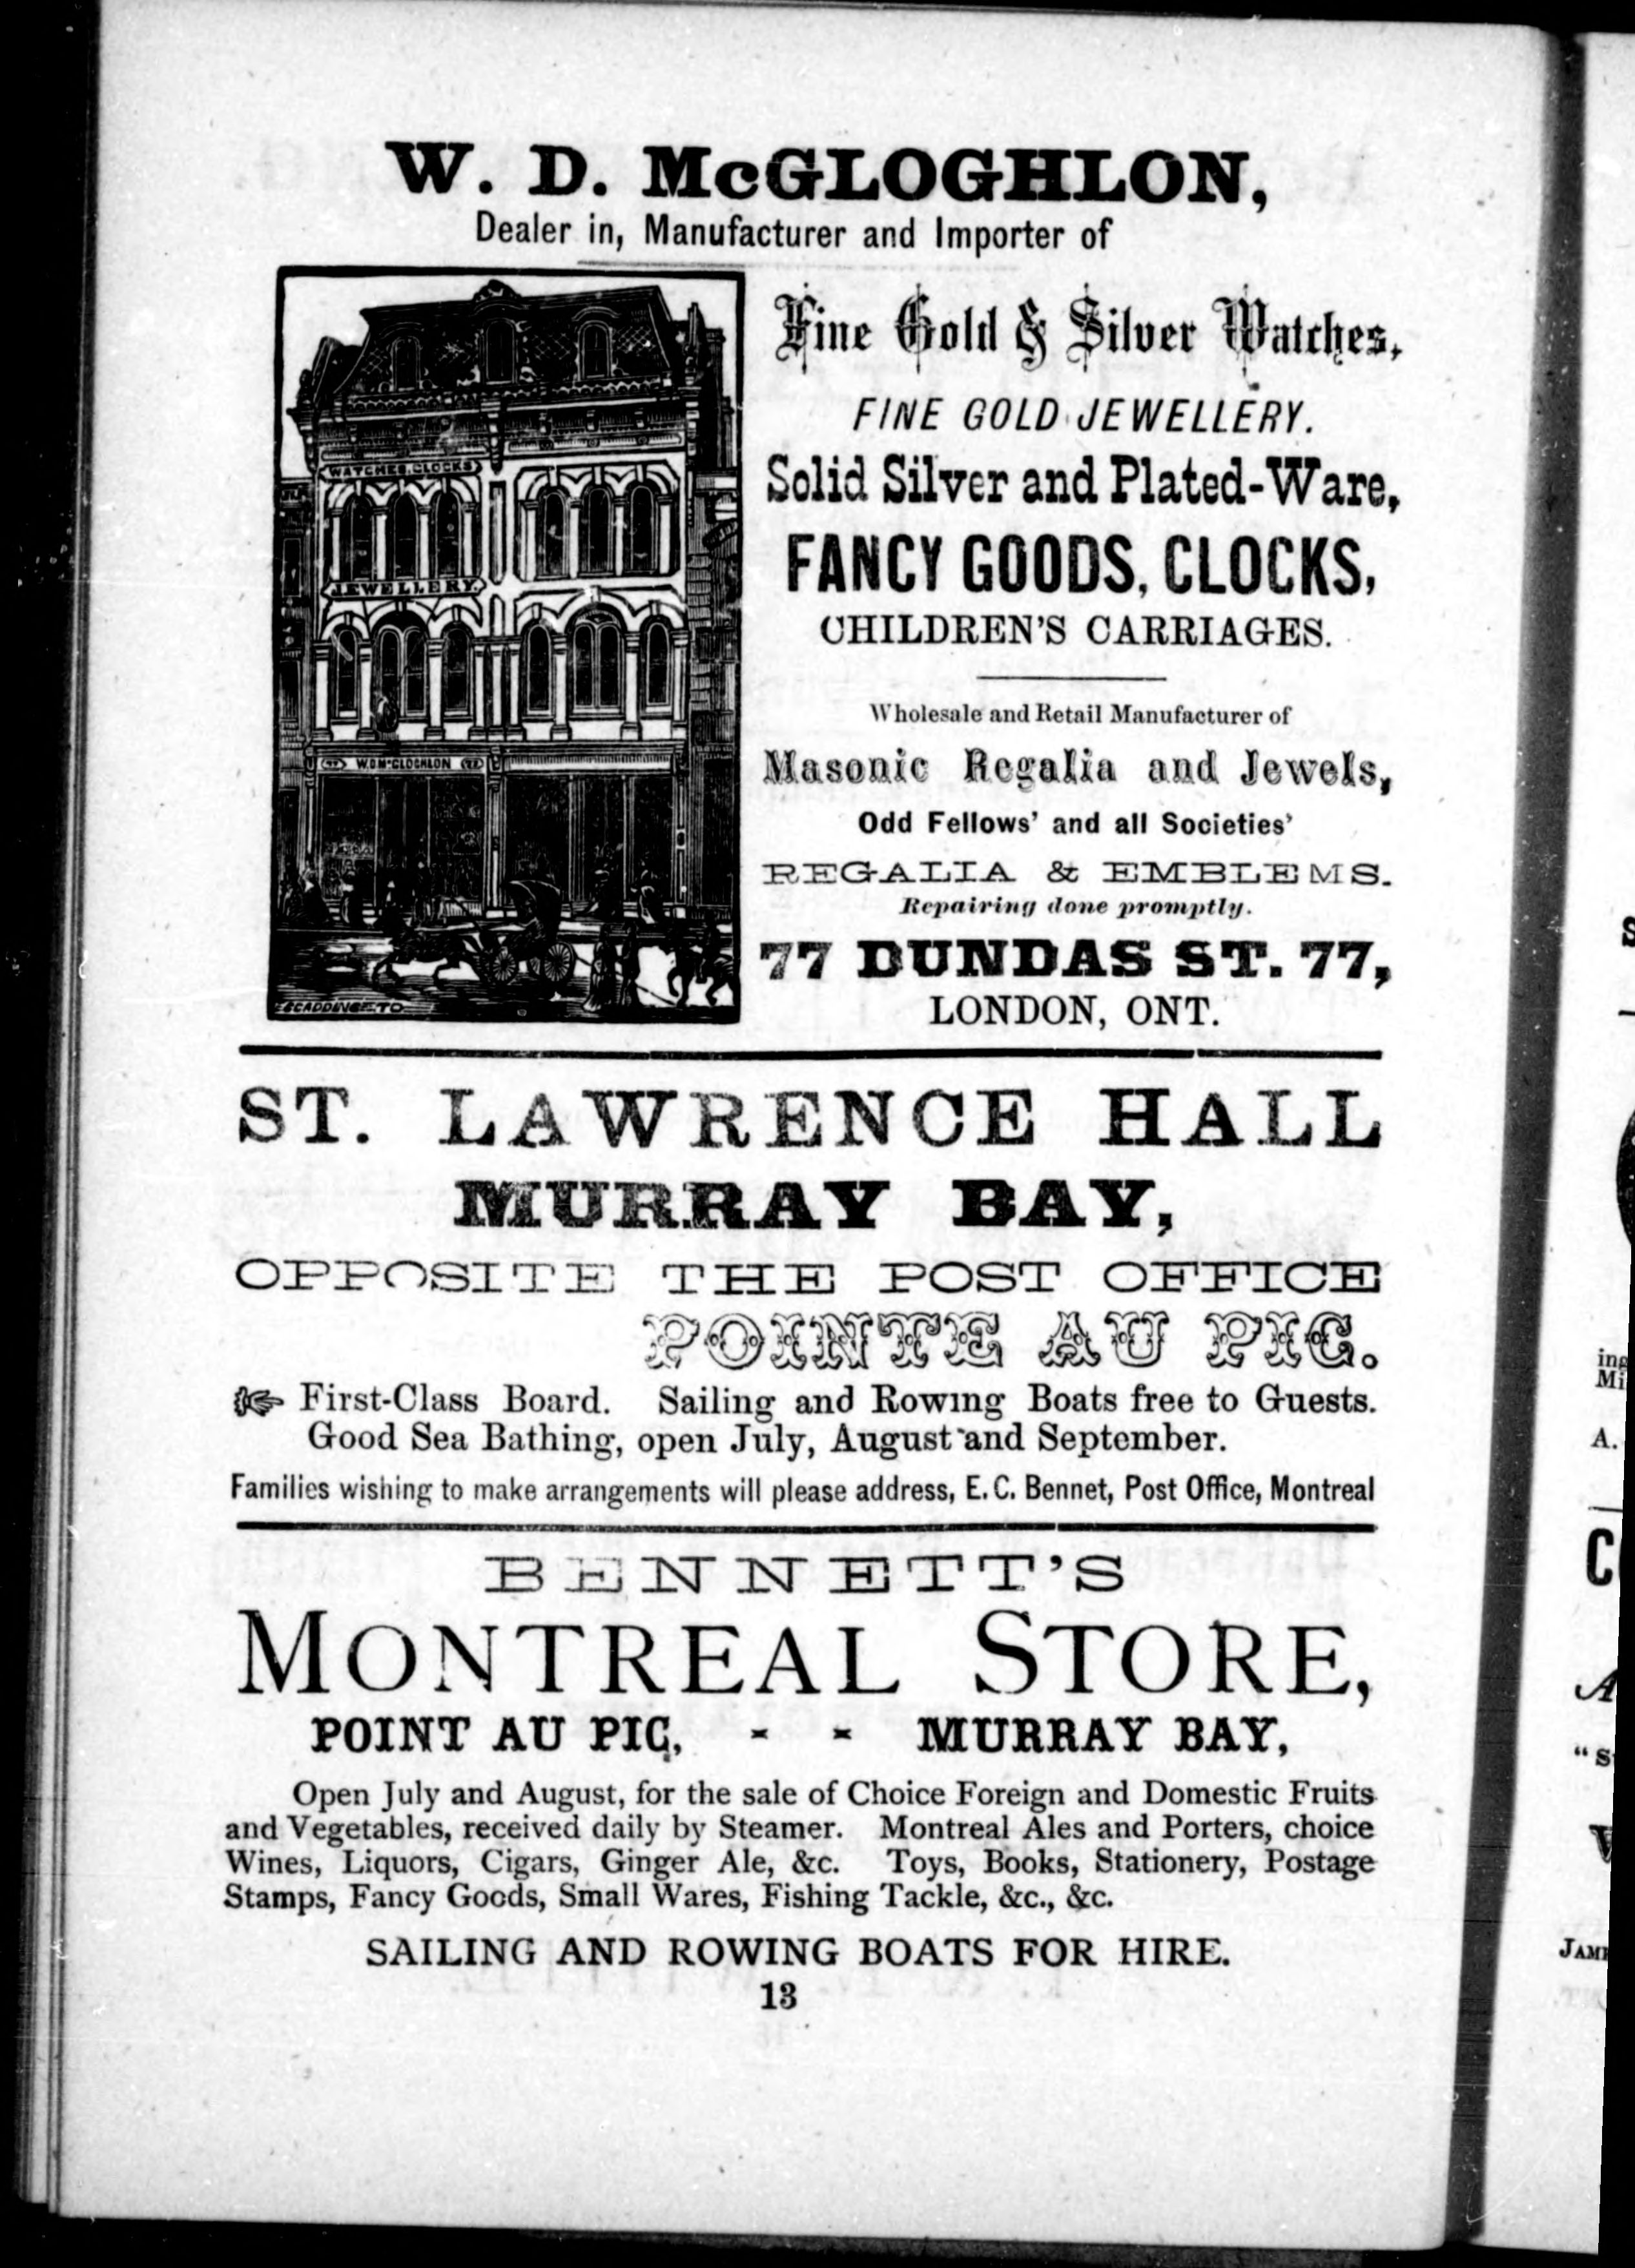 W. D. McGLOGHLON,
Dealer in, Manufacturer and Importer of
Fine Gold & Silver Watches,
FINE GOLD JEWELLERY.
Solid Silver and Plated-Ware,
FANCY GOODS, CLOCKS,
CHILDREN'S CARRIAGES.
Wholesale and Retail Manufacturer of
Masonic Regalia and Jewels,
Odd Fellows' and all Societies'
REGALIA & EMBLEMS.
Repairing done promptly.
77 DUNDAS ST. 77,
LONDON, ONT.
WATCHES, CLOCKS
JEWELLERY.
77 W.D. McGLOGHLON 77
SCADDING TO
ST. LAWRENCE HALL
MURRAY BAY,
OPPOSITE THE POST OFFICE
POINTE AU PIC.
First-Class Board. Sailing and Rowing Boats free to Guests.
Good Sea Bathing, open July, August and September.
Families wishing to make arrangements will please address, E. C. Bennet, Post Office, Montreal
BENNETT'S
MONTREAL STORE,
POINT AU PIC, - - MURRAY BAY,
Open July and August, for the sale of Choice Foreign and Domestic Fruits
and Vegetables, received daily by Steamer. Montreal Ales and Porters, choice
Wines, Liquors, Cigars, Ginger Ale, &c. Toys, Books, Stationery, Postage
Stamps, Fancy Goods, Small Wares, Fishing Tackle, &c., &c.
SAILING AND ROWING BOATS FOR HIRE.
13